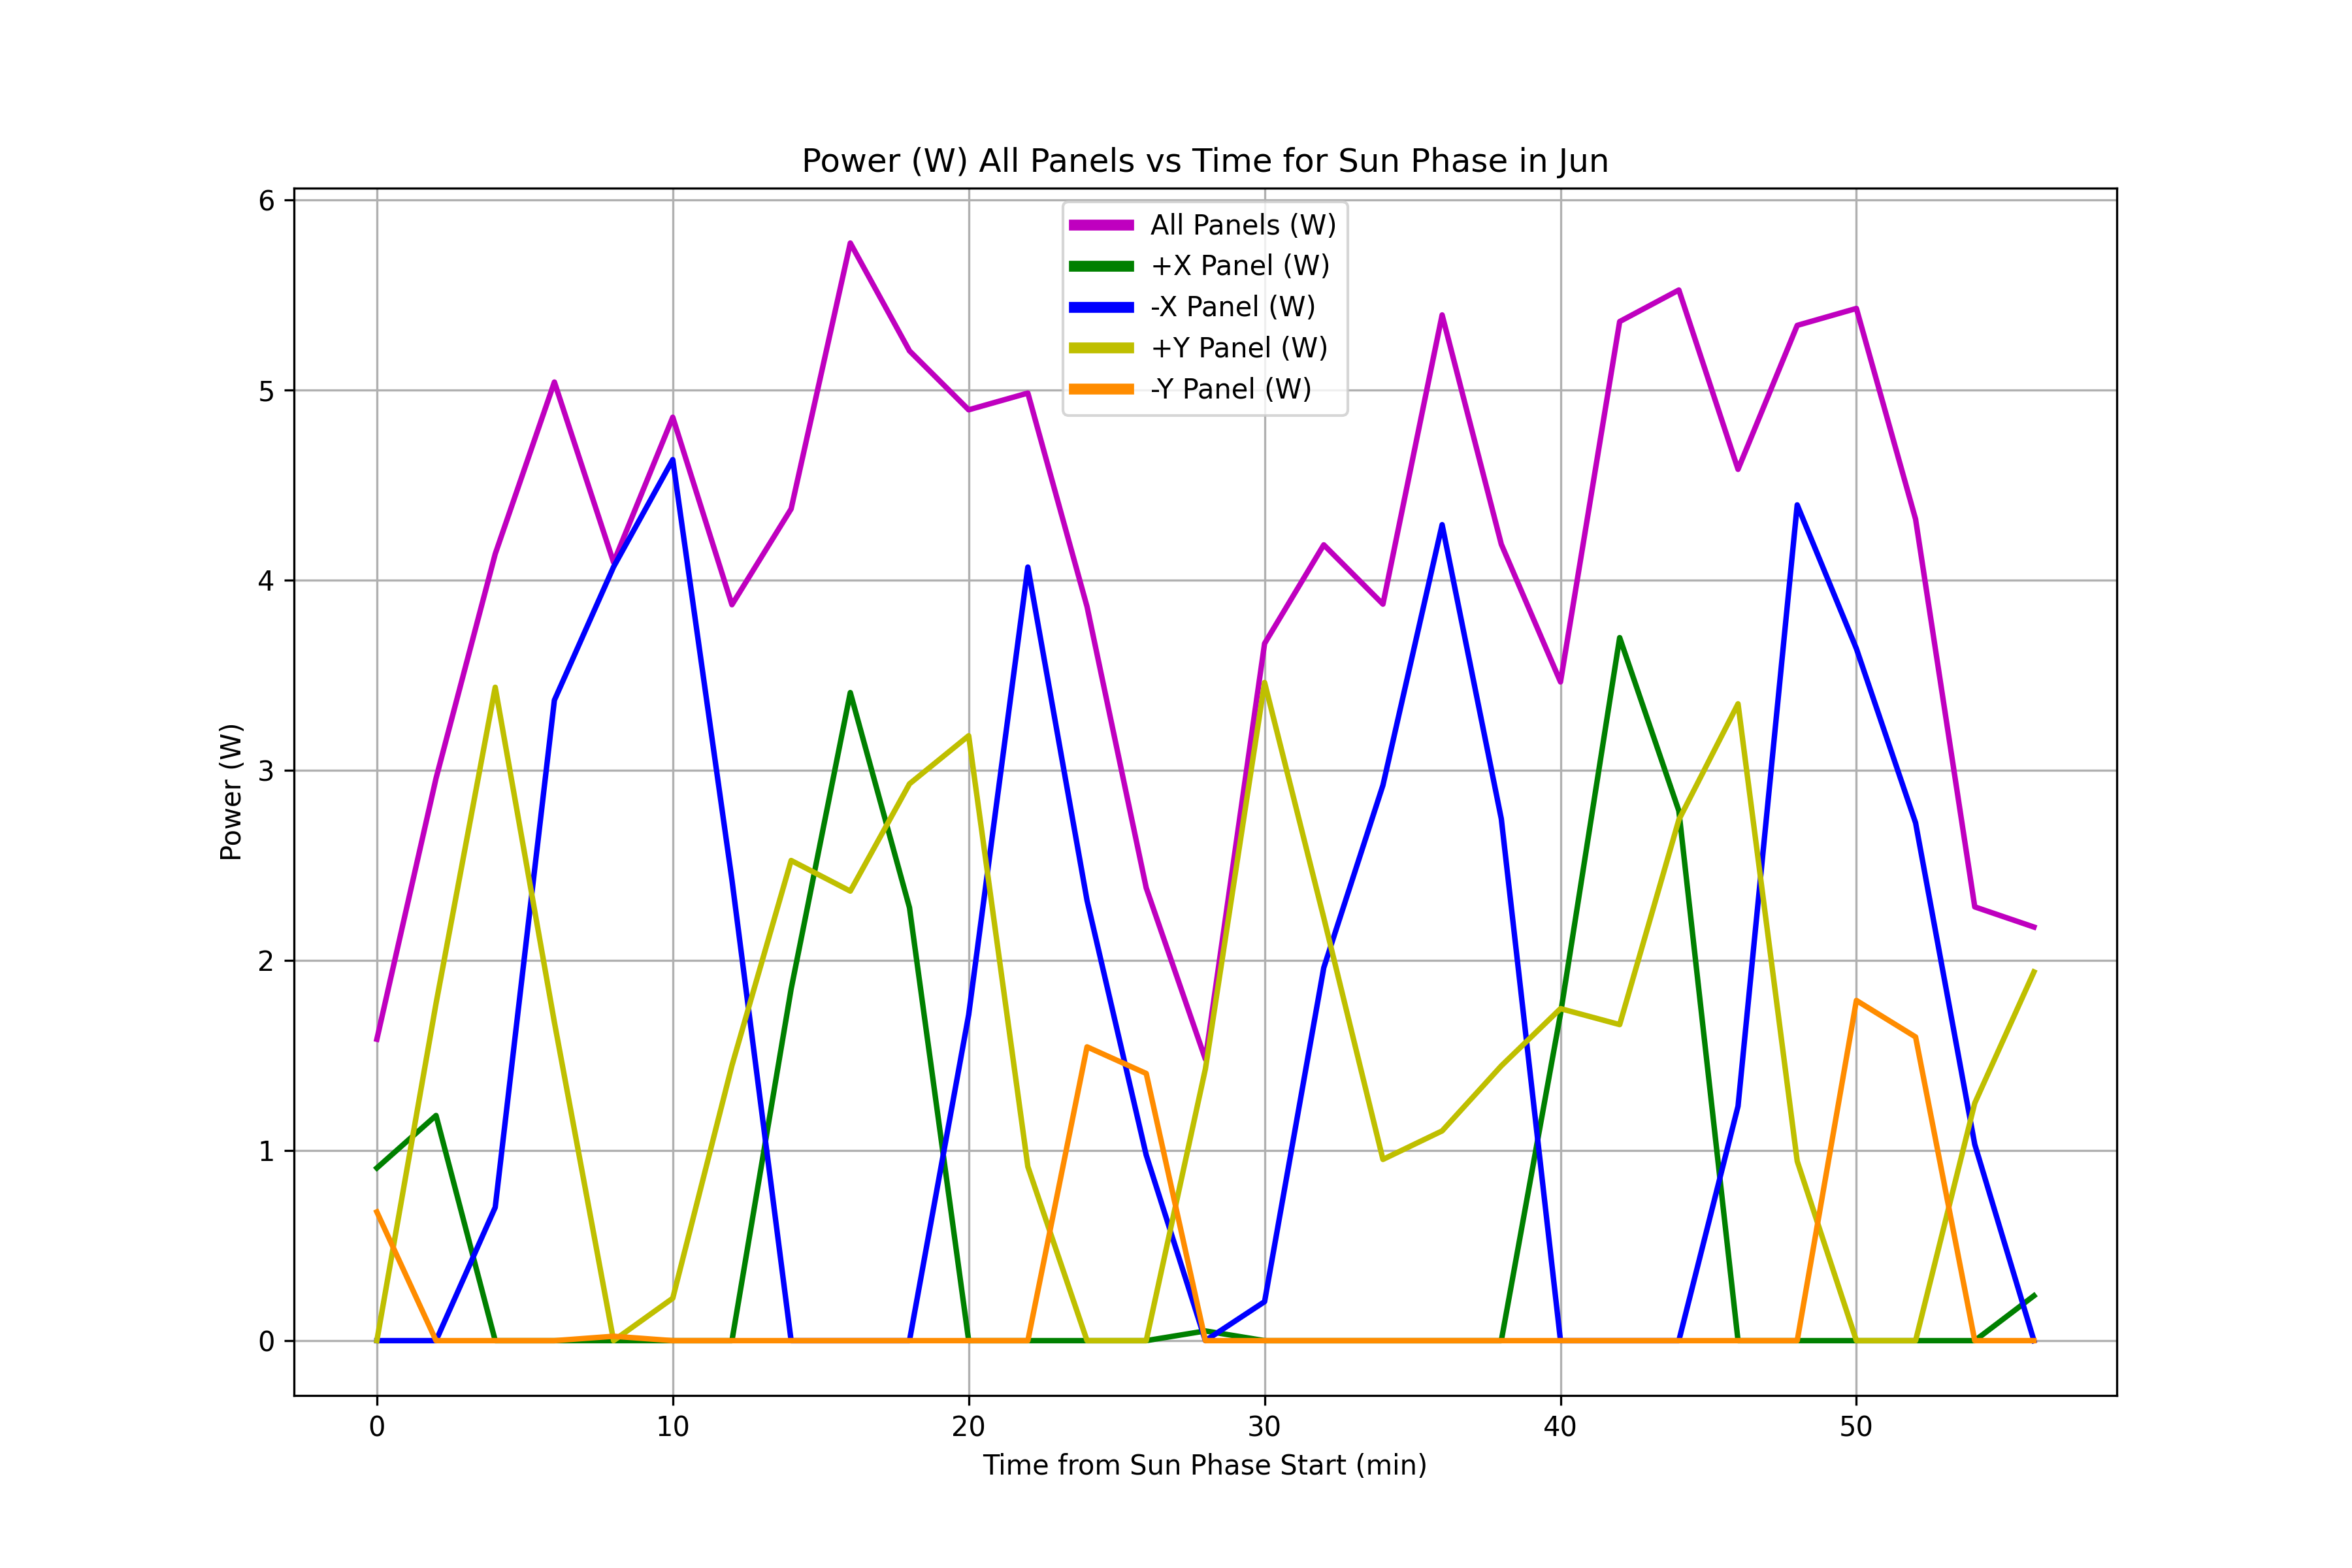 Power (W) All Panels vs Time for Sun Phase in Jun
All Panels (W)
+X Panel (W)
-X Panel (W)
+Y Panel (W)
-Y Panel (W)
Power (W)
6
5
4
3
2
1
0
0 10 20 30 40 50
Time from Sun Phase Start (min)